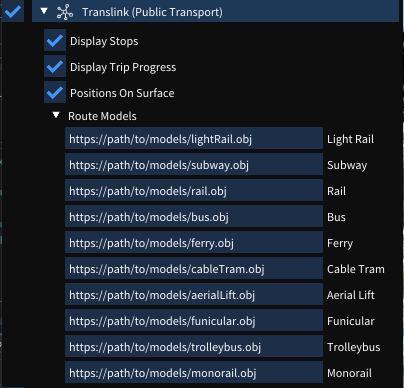 Translink (Public Transport)
Display Stops
Display Trip Progress
Positions On Surface
Route Models
https://path/to/models/lightRail.obj Light Rail
https://path/to/models/subway.obj Subway
https://path/to/models/rail.obj Rail
https://path/to/models/bus.obj Bus
https://path/to/models/ferry.obj Ferry
https://path/to/models/cableTram.obj Cable Tram
https://path/to/models/aerialLift.obj Aerial Lift
https://path/to/models/funicular.obj Funicular
https://path/to/models/trolleybus.obj Trolleybus
https://path/to/models/monorail.obj Monorail